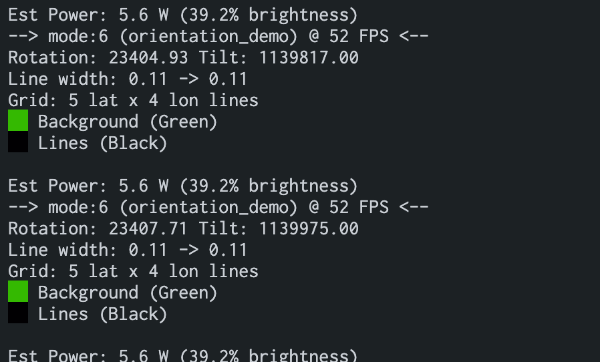 Est Power: 5.6 W (39.2% brightness)
--> mode:6 (orientation_demo) @ 52 FPS <--
Rotation: 23404.93 Tilt: 1139817.00
Line width: 0.11 -> 0.11
Grid: 5 lat x 4 lon lines
Background (Green)
Lines (Black)
Est Power: 5.6 W (39.2% brightness)
--> mode:6 (orientation_demo) @ 52 FPS <--
Rotation: 23407.71 Tilt: 1139975.00
Line width: 0.11 -> 0.11
Grid: 5 lat x 4 lon lines
Background (Green)
Lines (Black)
Est Power: 5.6 W (39.2% brightness)